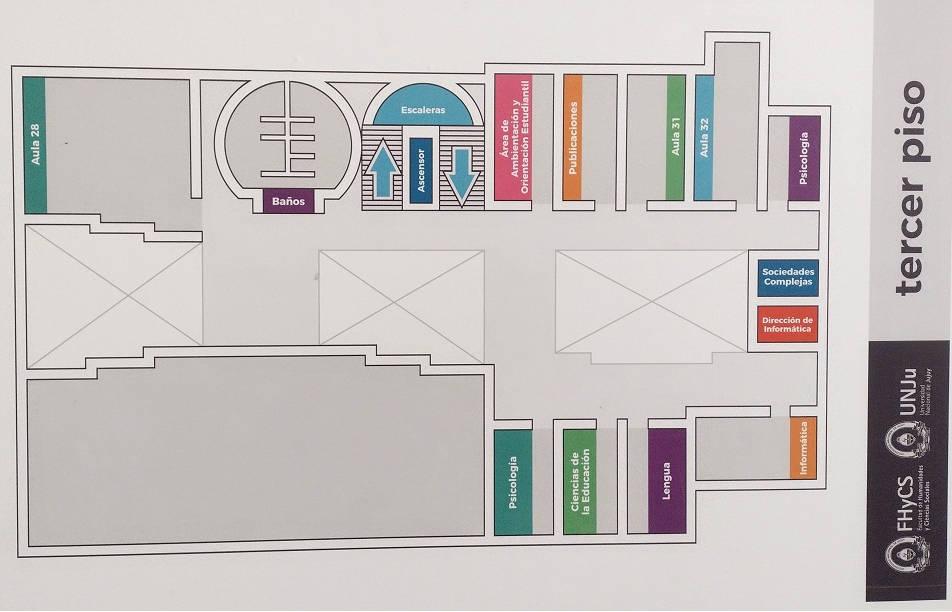 tercer piso
Aula 28
Baños
Escaleras
Ascensor
Área de
Ambientación y
Orientación Estudiantil
Publicaciones
Aula 31
Aula 32
Psicología
Sociedades
Complejas
Dirección de
Informática
Psicología
Ciencias de
la Educación
Lengua
Informática
FHyCS
Facultad de Humanidades
y Ciencias Sociales
UNJu
Universidad
Nacional de Jujuy